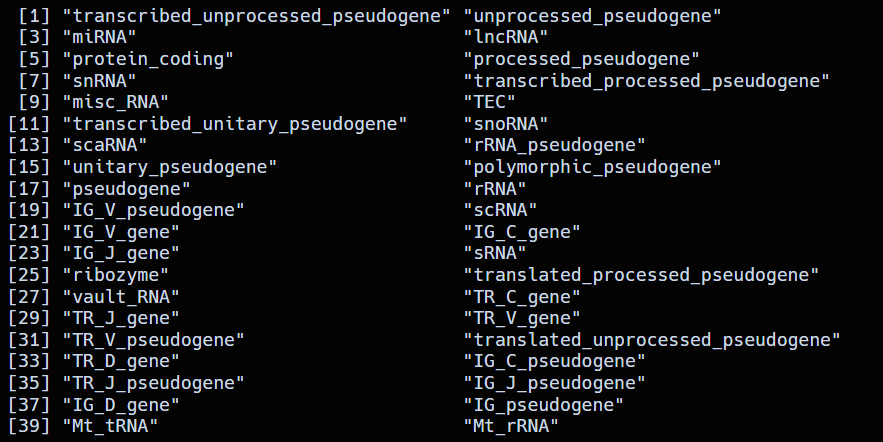 [1] "transcribed_unprocessed_pseudogene" "unprocessed_pseudogene"
[3] "miRNA" "lncRNA"
[5] "protein_coding" "processed_pseudogene"
[7] "snRNA" "transcribed_processed_pseudogene"
[9] "misc_RNA" "TEC"
[11] "transcribed_unitary_pseudogene" "snoRNA"
[13] "scaRNA" "rRNA_pseudogene"
[15] "unitary_pseudogene" "polymorphic_pseudogene"
[17] "pseudogene" "rRNA"
[19] "IG_V_pseudogene" "scRNA"
[21] "IG_V_gene" "IG_C_gene"
[23] "IG_J_gene" "sRNA"
[25] "ribozyme" "translated_processed_pseudogene"
[27] "vault_RNA" "TR_C_gene"
[29] "TR_J_gene" "TR_V_gene"
[31] "TR_V_pseudogene" "translated_unprocessed_pseudogene"
[33] "TR_D_gene" "IG_C_pseudogene"
[35] "TR_J_pseudogene" "IG_J_pseudogene"
[37] "IG_D_gene" "IG_pseudogene"
[39] "Mt_tRNA" "Mt_rRNA"